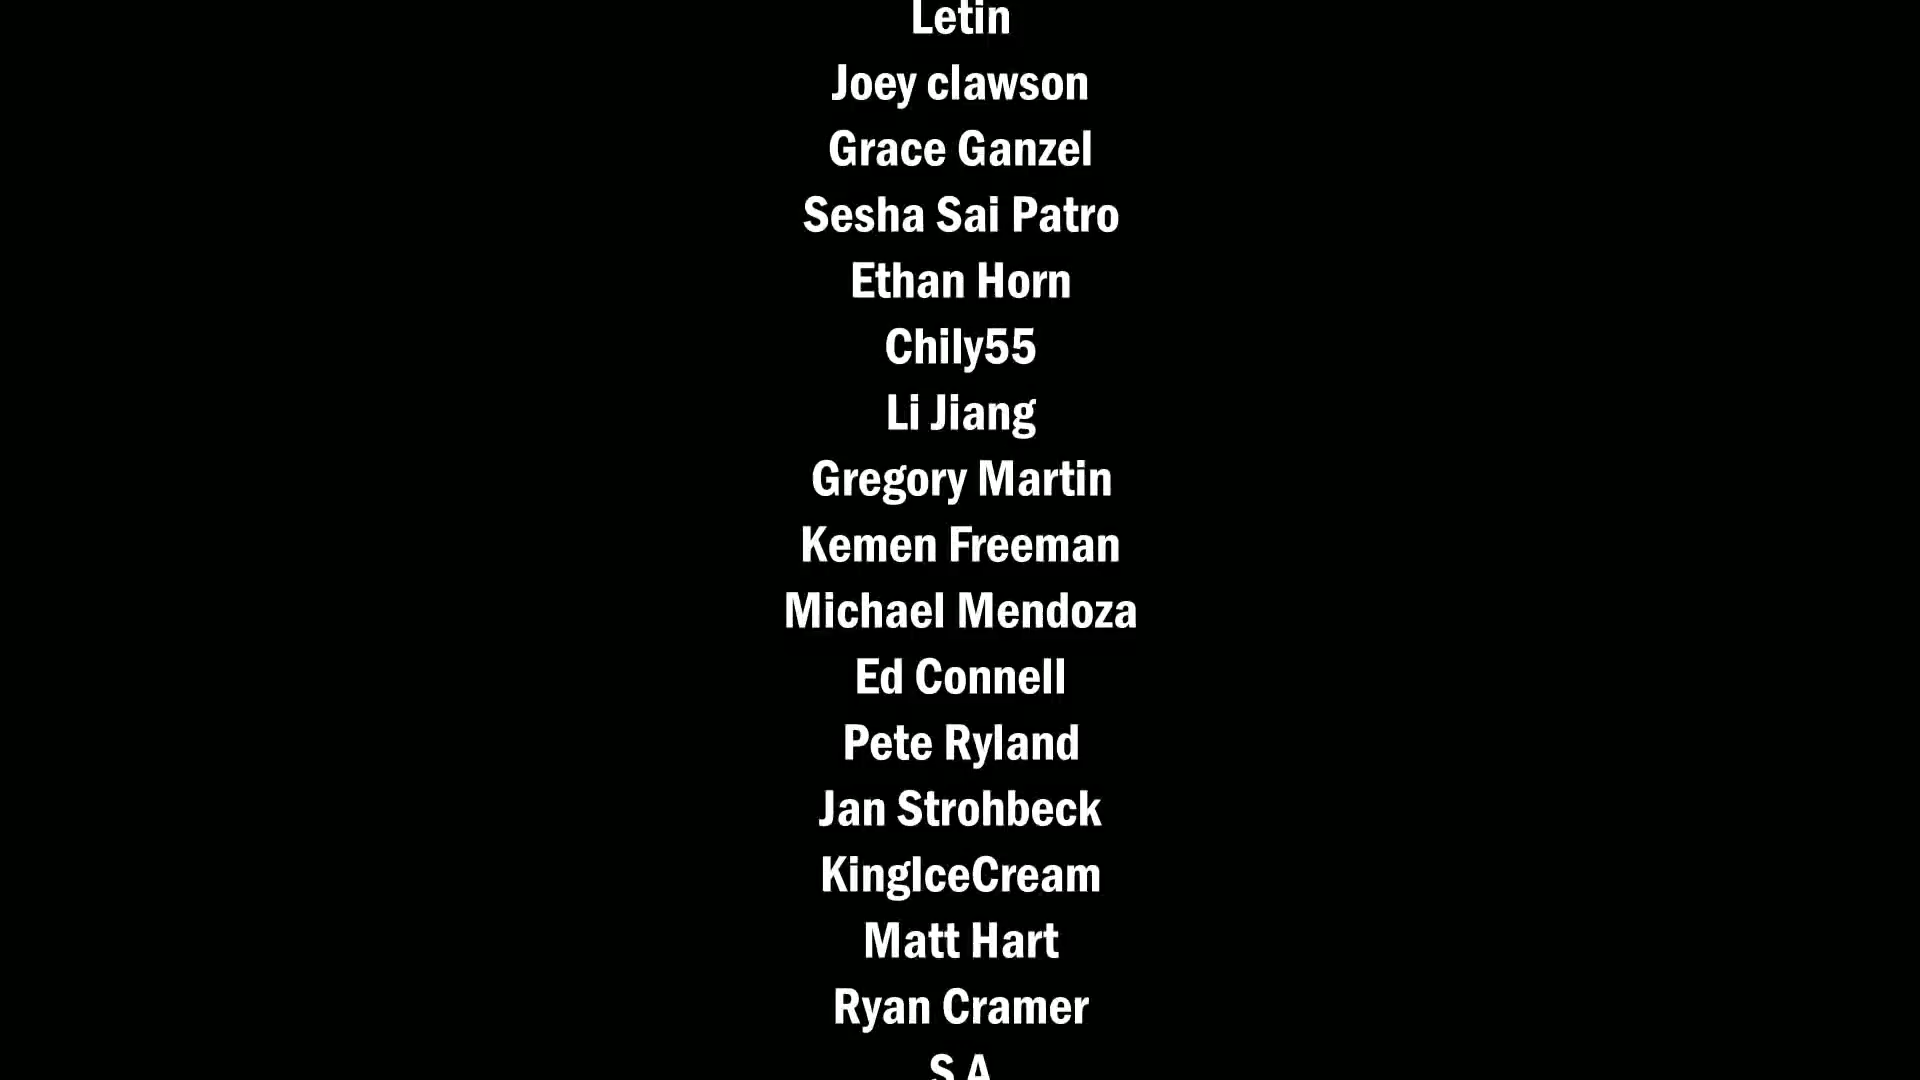 Letin
Joey clawson
Grace Ganzel
Sesha Sai Patro
Ethan Horn
Chily55
Li Jiang
Gregory Martin
Kemen Freeman
Michael Mendoza
Ed Connell
Pete Ryland
Jan Strohbeck
KingIceCream
Matt Hart
Ryan Cramer
S A